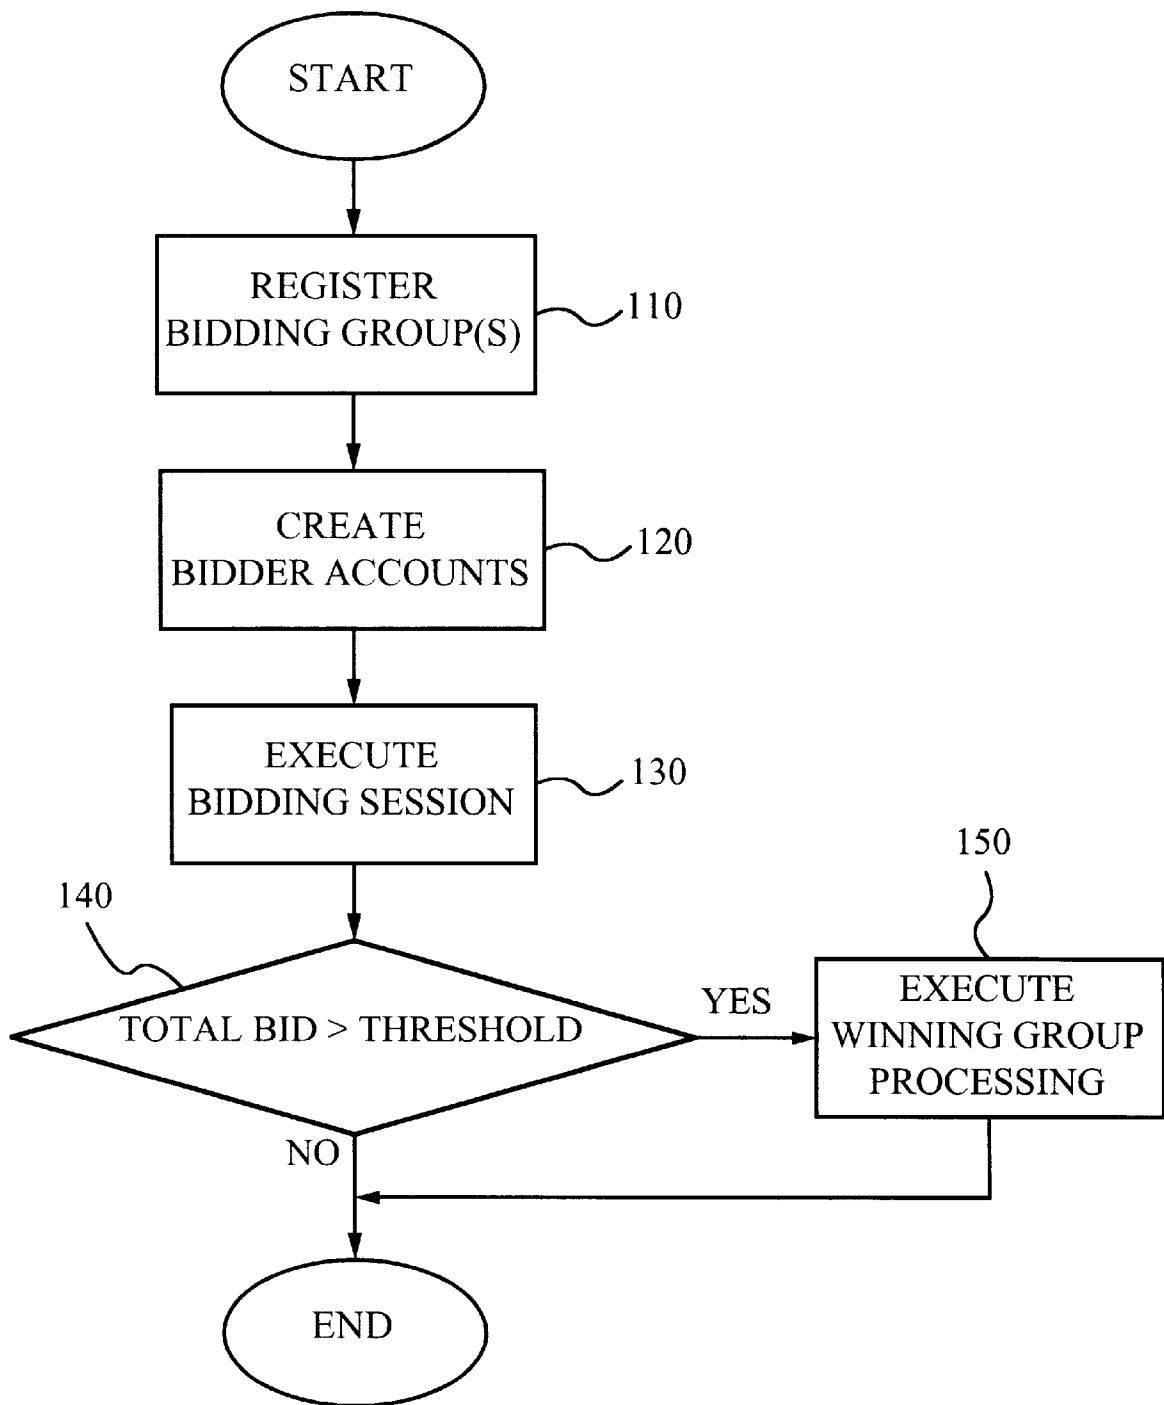 START
REGISTER
BIDDING GROUP(S)
110
CREATE
BIDDER ACCOUNTS
120
EXECUTE
BIDDING SESSION
130
140
TOTAL BID > THRESHOLD
YES
150
EXECUTE
WINNING GROUP
PROCESSING
NO
END